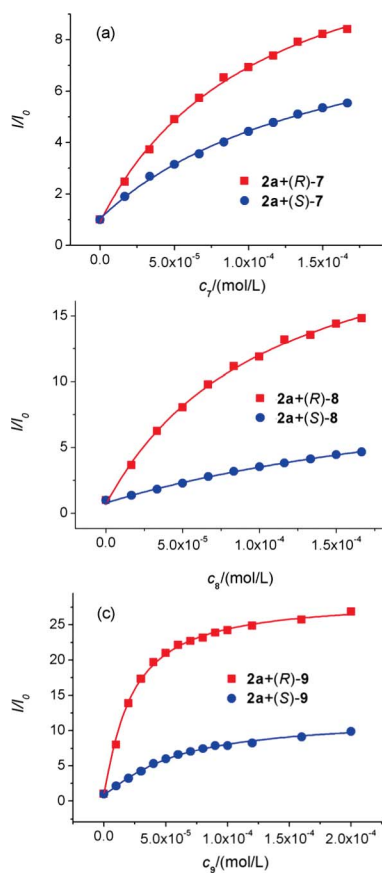 (a)
8
6
4
2
0
I/I₀
2a+(R)-7
2a+(S)-7
0.0 5.0x10⁻⁵ 1.0x10⁻⁴ 1.5x10⁻⁴
c₇/(mol/L)
15
10
5
0
I/I₀
2a+(R)-8
2a+(S)-8
0.0 5.0x10⁻⁵ 1.0x10⁻⁴ 1.5x10⁻⁴
c₈/(mol/L)
(c)
25
20
15
10
5
0
I/I₀
2a+(R)-9
2a+(S)-9
0.0 5.0x10⁻⁵ 1.0x10⁻⁴ 1.5x10⁻⁴ 2.0x10⁻⁴
c₉/(mol/L)